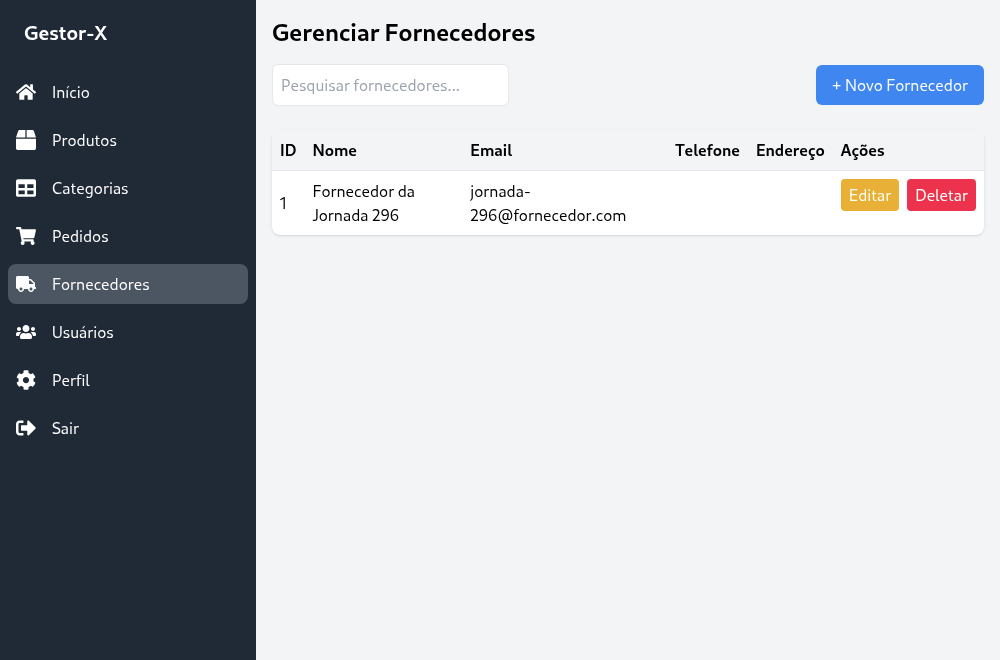 Gestor-X
Início
Produtos
Categorias
Pedidos
Fornecedores
Usuários
Perfil
Sair
Gerenciar Fornecedores
Pesquisar fornecedores...
+ Novo Fornecedor
ID Nome Email Telefone Endereço Ações
1 Fornecedor da Jornada 296 jornada-296@fornecedor.com Editar Deletar